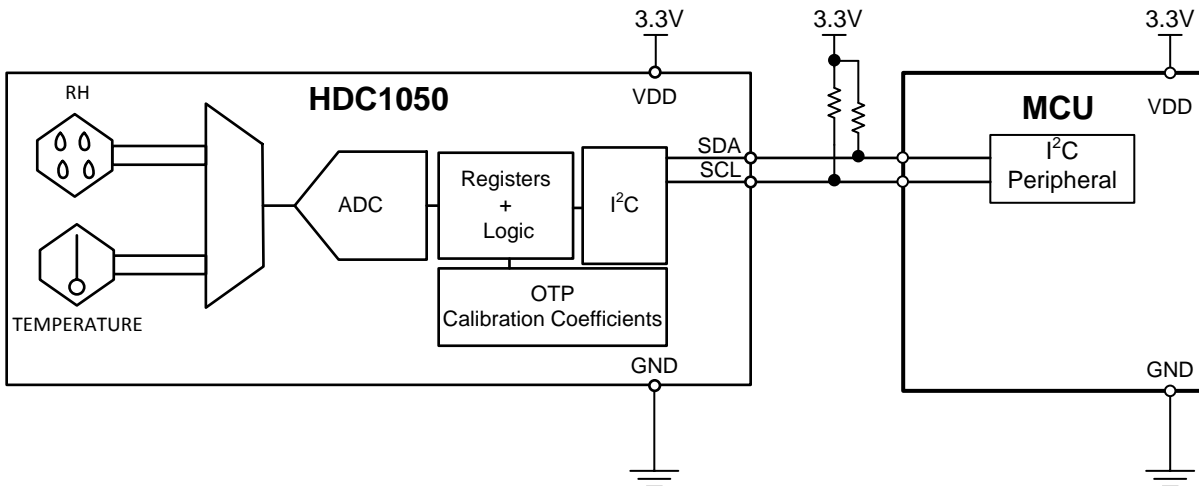 3.3V
3.3V
3.3V
HDC1050
VDD
MCU
VDD
RH
SDA
SCL
I²C
Peripheral
ADC
Registers
+
Logic
I²C
OTP
Calibration Coefficients
TEMPERATURE
GND
GND